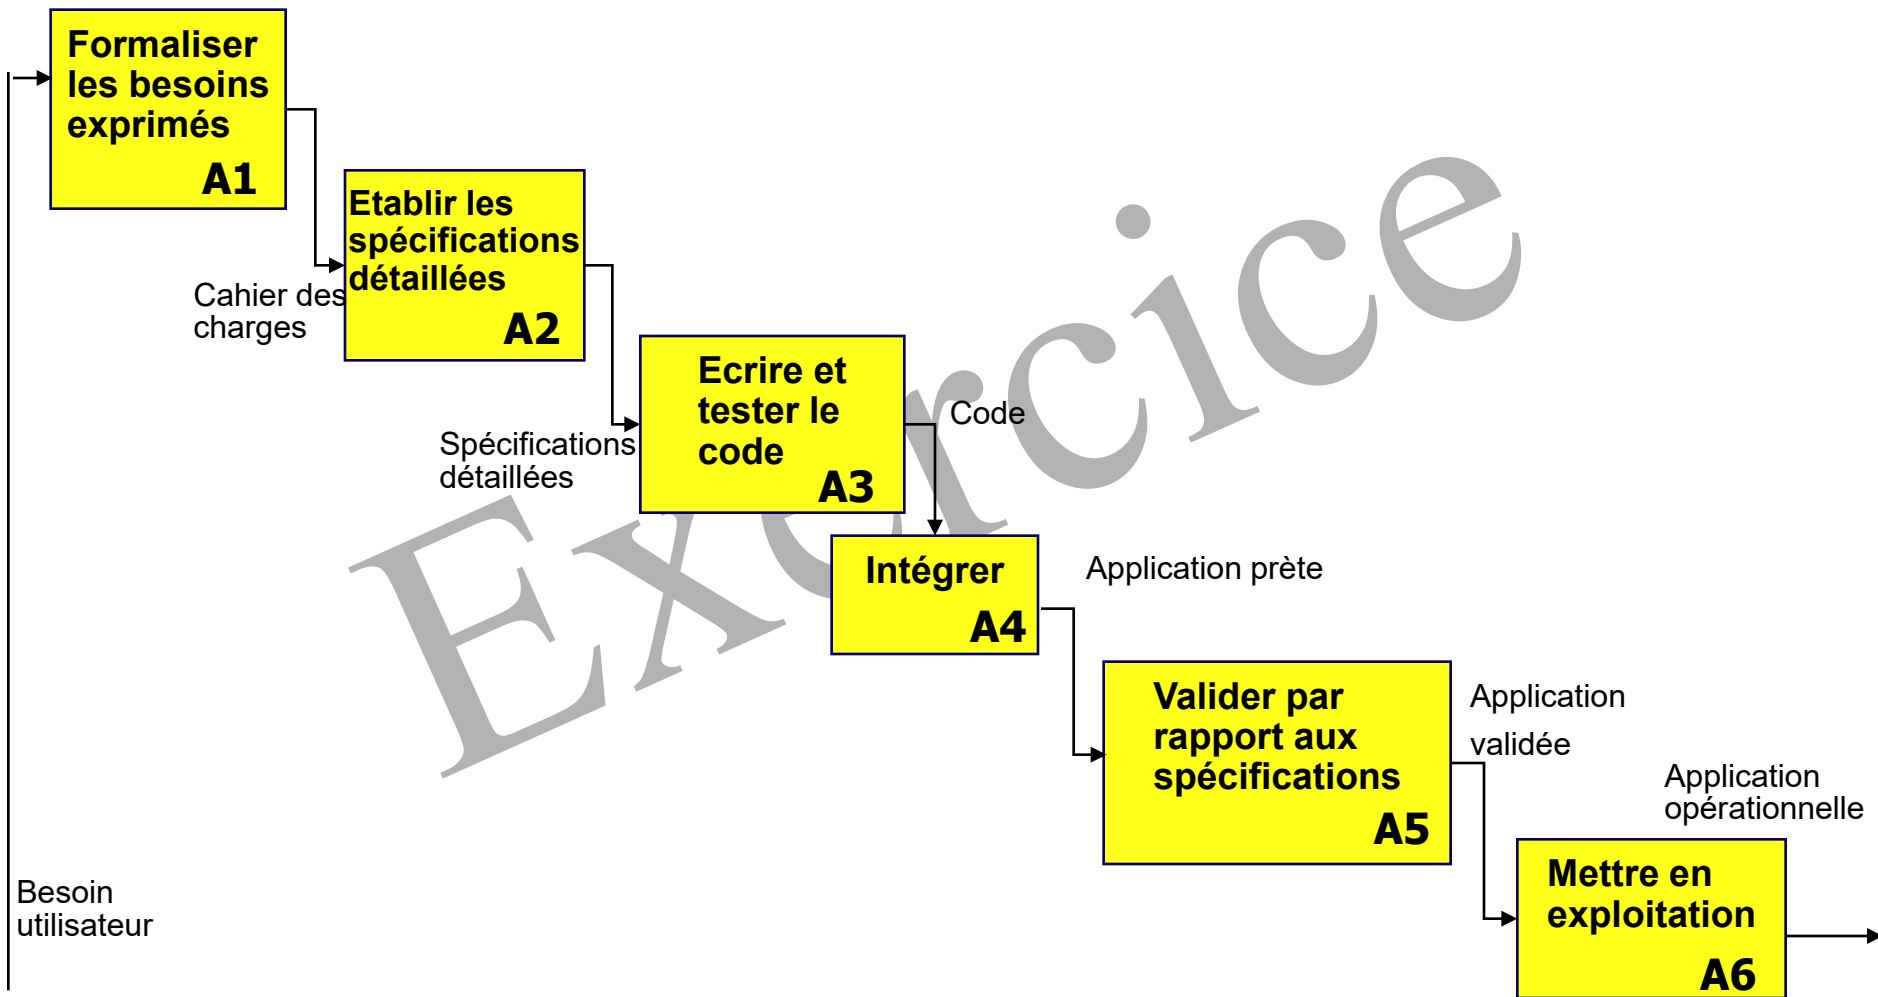 Formaliser
les besoins
exprimés
A1
Cahier des
charges
Etablir les
spécifications
détaillées
A2
Spécifications
détaillées
Ecrire et
tester le
code
A3
Code
Intégrer
A4
Application prète
Valider par
rapport aux
spécifications
A5
Application
validée
Application
opérationnelle
Mettre en
exploitation
A6
Besoin
utilisateur
Exercice